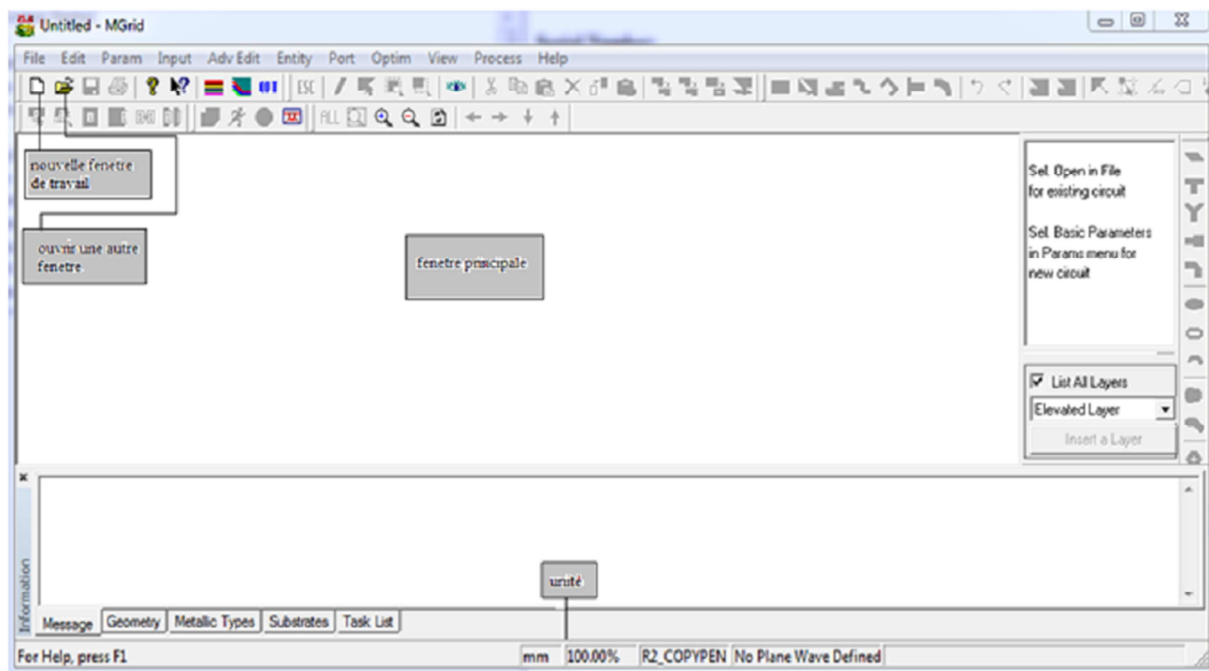 Untitled - MGrid
File Edit Param Input Adv Edit Entity Port Optim View Process Help
ESC
ALL
nouvelle fenetre
de travail
ouvrir une autre
fenetre
fenetre prnicipale
Sel. Open in File
for existing circuit
Sel. Basic Parameters
in Params menu for
new circuit
List All Layers
Elevated Layer
Insert a Layer
Information
unité
Message Geometry Metallic Types Substrates Task List
For Help, press F1 mm 100.00% R2_COPYPEN No Plane Wave Defined